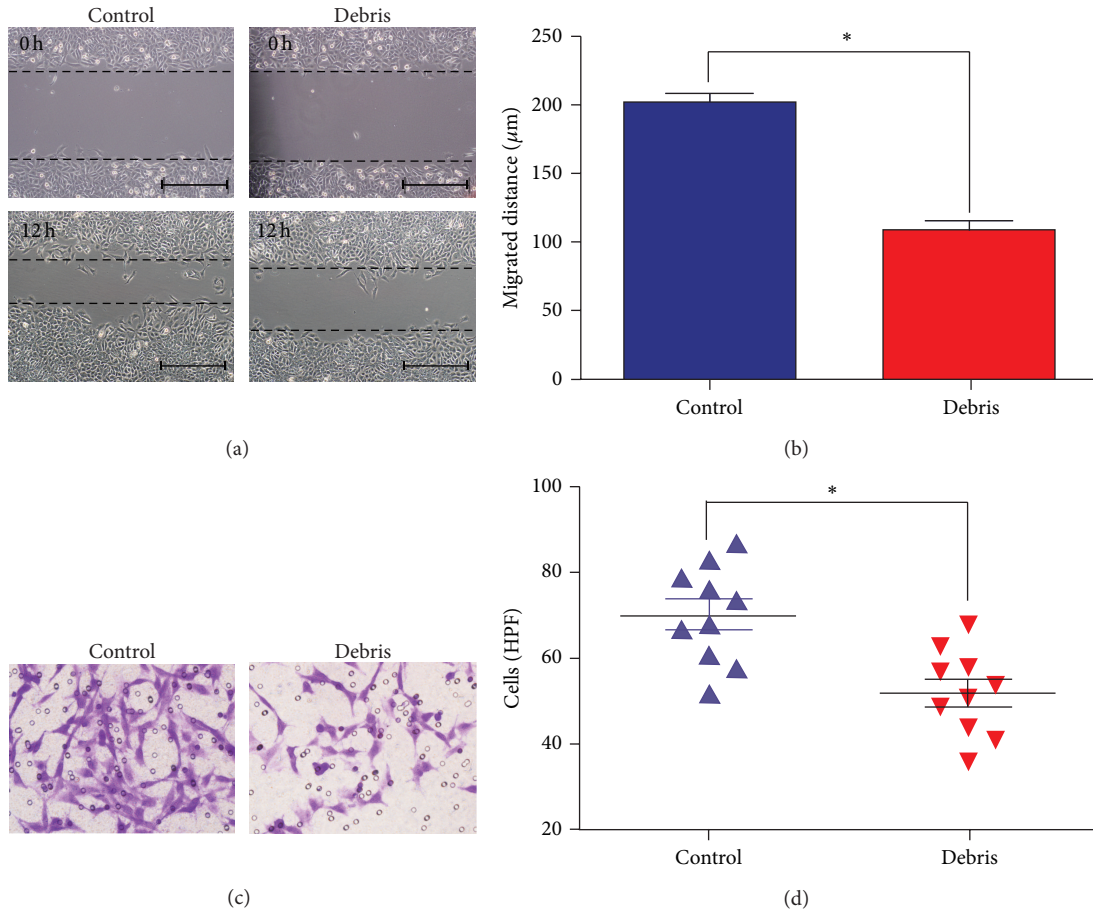 Control
Debris
0 h
0 h
12 h
12 h
(a)
250
200
150
100
50
0
Migrated distance (μm)
*
Control
Debris
(b)
Control
Debris
(c)
100
80
60
40
20
Cells (HPF)
*
Control
Debris
(d)